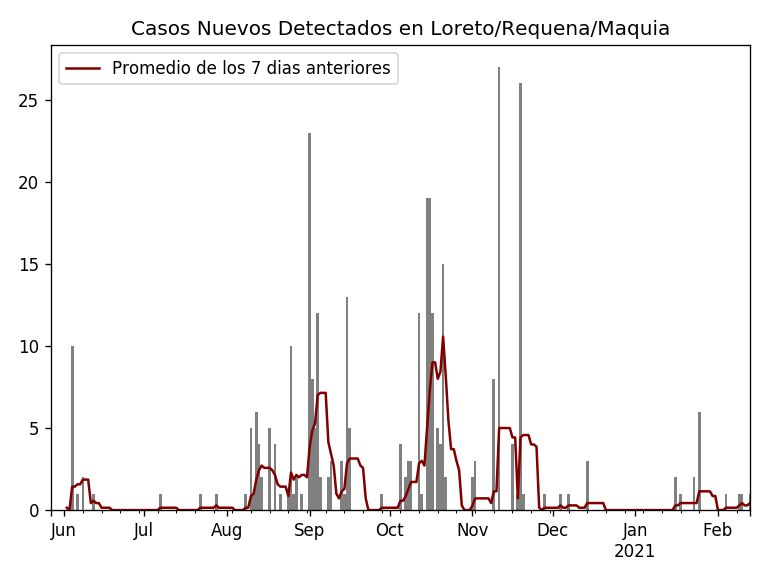 Casos Nuevos Detectados en Loreto/Requena/Maquia
Promedio de los 7 dias anteriores
25
20
15
10
5
0
Jun Jul Aug Sep Oct Nov Dec Jan Feb
2021